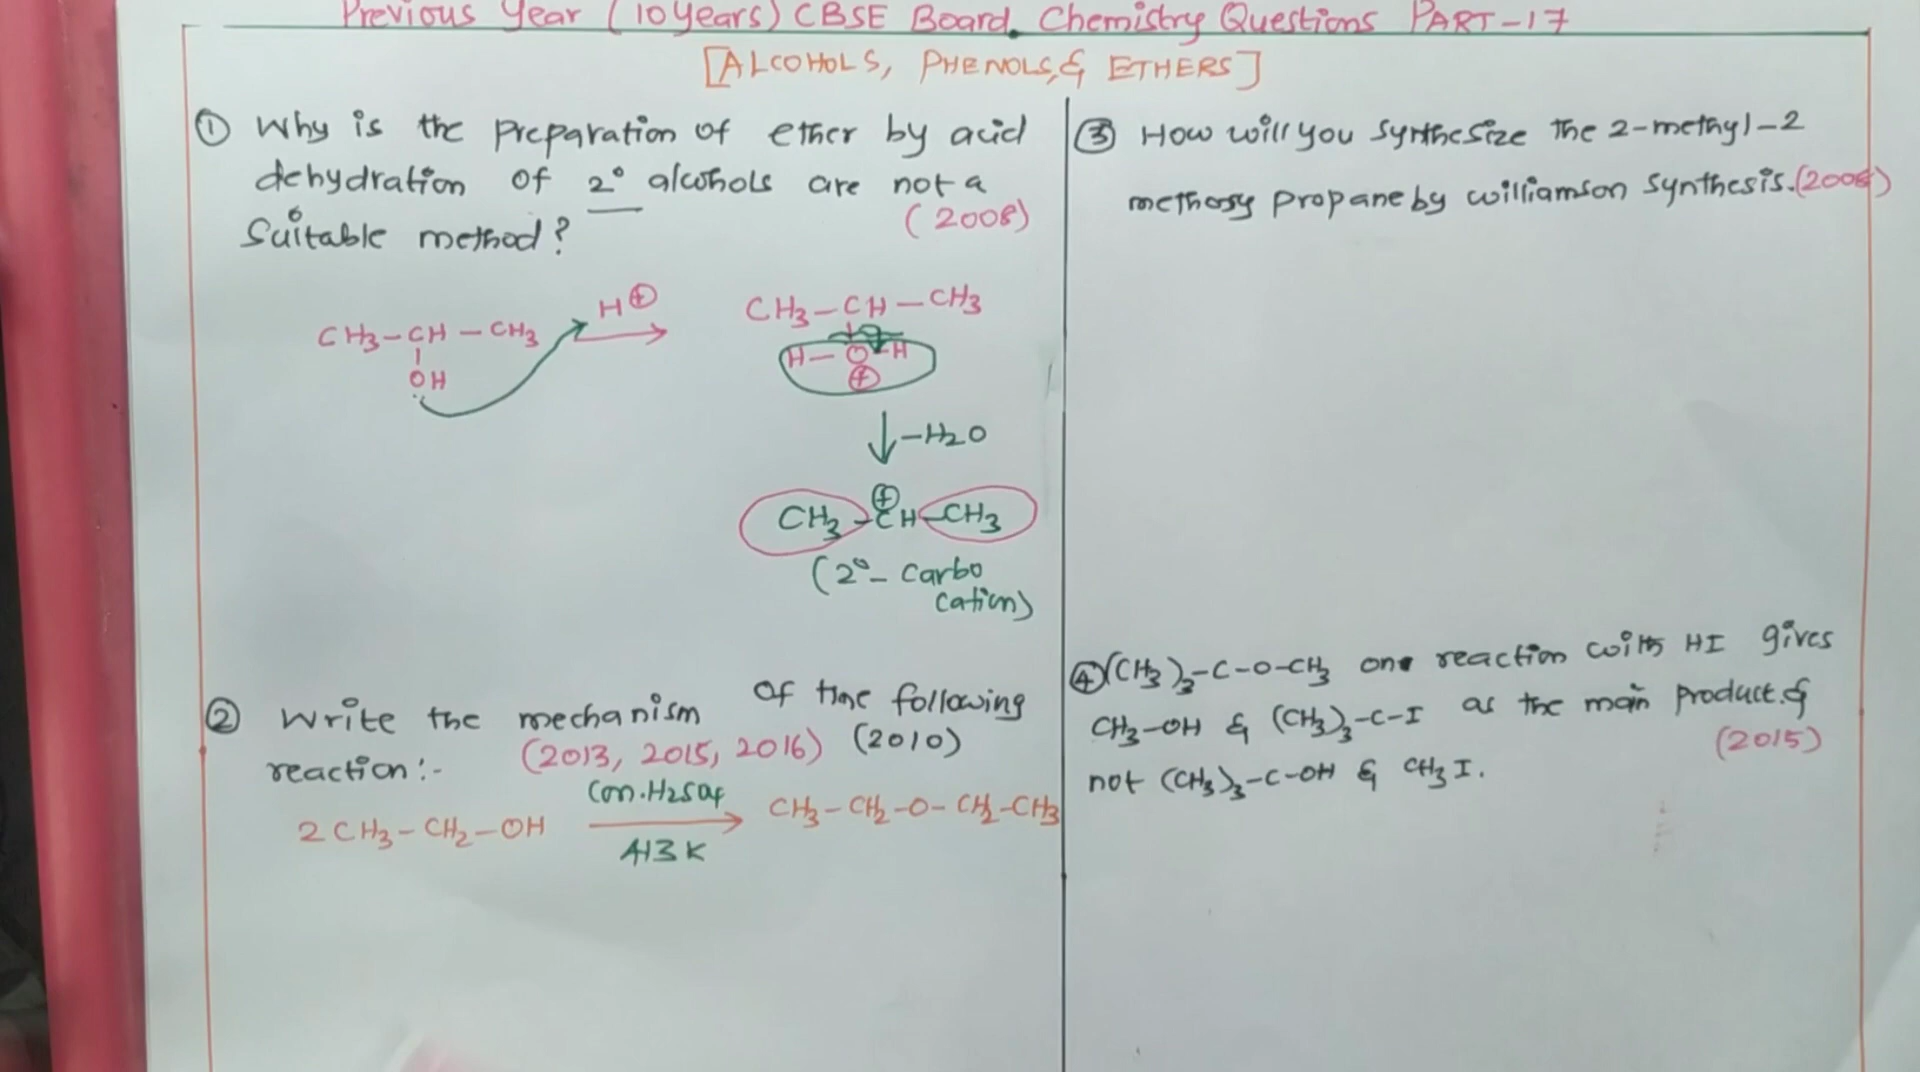 Previous Year (10 years) CBSE Board Chemistry Questions PART-17
[ALCOHOLS, PHENOLS,& ETHERS]
① Why is the preparation of ether by acid
dehydration of 2° alcohols are not a
Suitable method?
(2008)
CH3-CH-CH3
OH
H⊕
CH3-CH-CH3
H-O-H
⊕
-H2O
⊕
CH3-CH-CH3
(2°- Carbo
cation)
② Write the mechanism of the following
reaction:- (2013, 2015, 2016) (2010)
2CH3-CH2-OH
Con.H2SO4
413 K
CH3-CH2-O-CH2-CH3
③ How will you Synthesize the 2-methyl-2
methoxy propane by williamson Synthesis.(2008)
④ (CH3)3-C-O-CH3 on reaction with HI gives
CH3-OH & (CH3)3-C-I as the main product.&
(2015)
not (CH3)3-C-OH & CH3I.